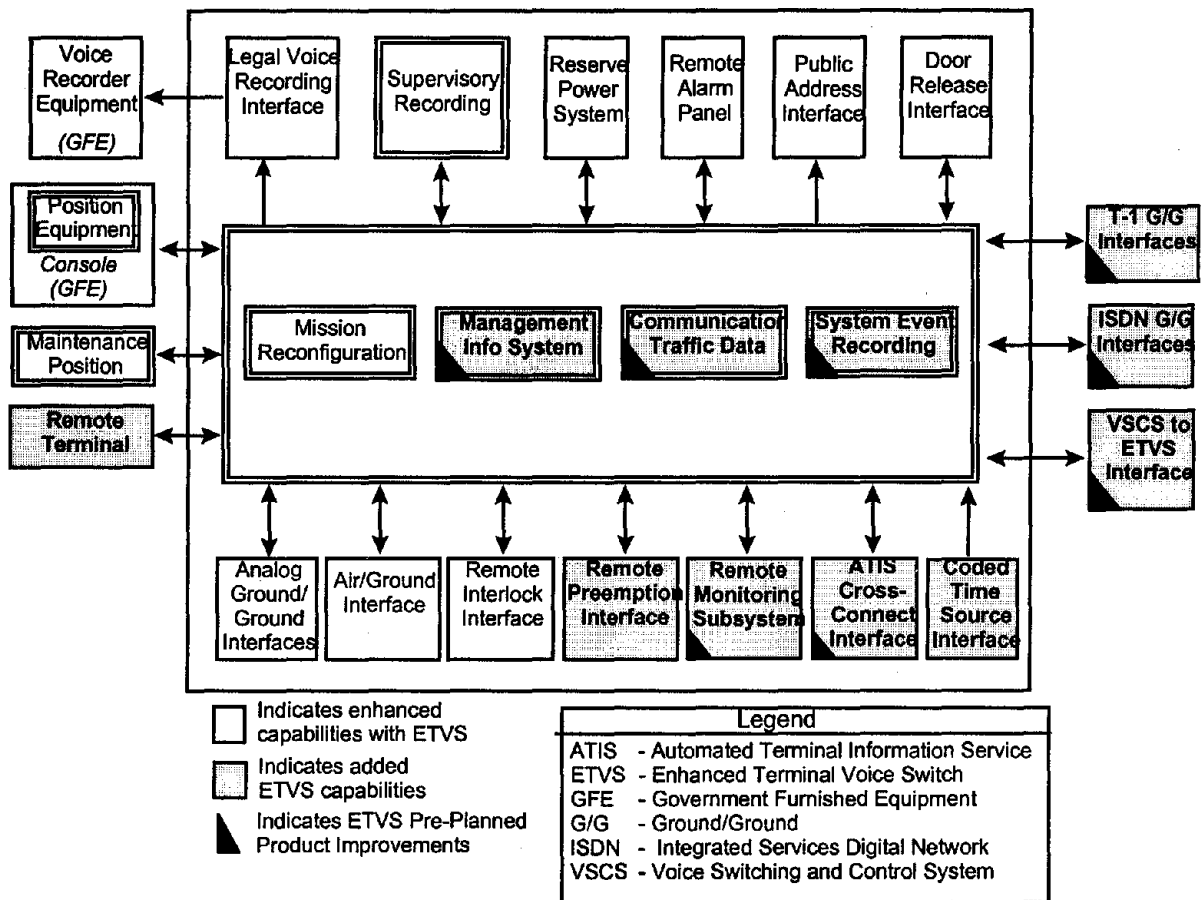 Voice
Recorder
Equipment
(GFE)
Legal Voice
Recording
Interface
Supervisory
Recording
Reserve
Power
System
Remote
Alarm
Panel
Public
Address
Interface
Door
Release
Interface
Position
Equipment
Console
(GFE)
Maintenance
Position
Remote
Terminal
Mission
Reconfiguration
Management
Info System
Communication
Traffic Data
System Event
Recording
T-1 G/G
Interfaces
ISDN G/G
Interfaces
VSCS to
ETVS
Interface
Analog
Ground/
Ground
Interfaces
Air/Ground
Interface
Remote
Interlock
Interface
Remote
Preemption
Interface
Remote
Monitoring
Subsystem
ATIS
Cross-
Connect
Interface
Coded
Time
Source
Interface
Indicates enhanced
capabilities with ETVS
Indicates added
ETVS capabilities
Indicates ETVS Pre-Planned
Product Improvements
Legend
ATIS - Automated Terminal Information Service
ETVS - Enhanced Terminal Voice Switch
GFE - Government Furnished Equipment
G/G - Ground/Ground
ISDN - Integrated Services Digital Network
VSCS - Voice Switching and Control System